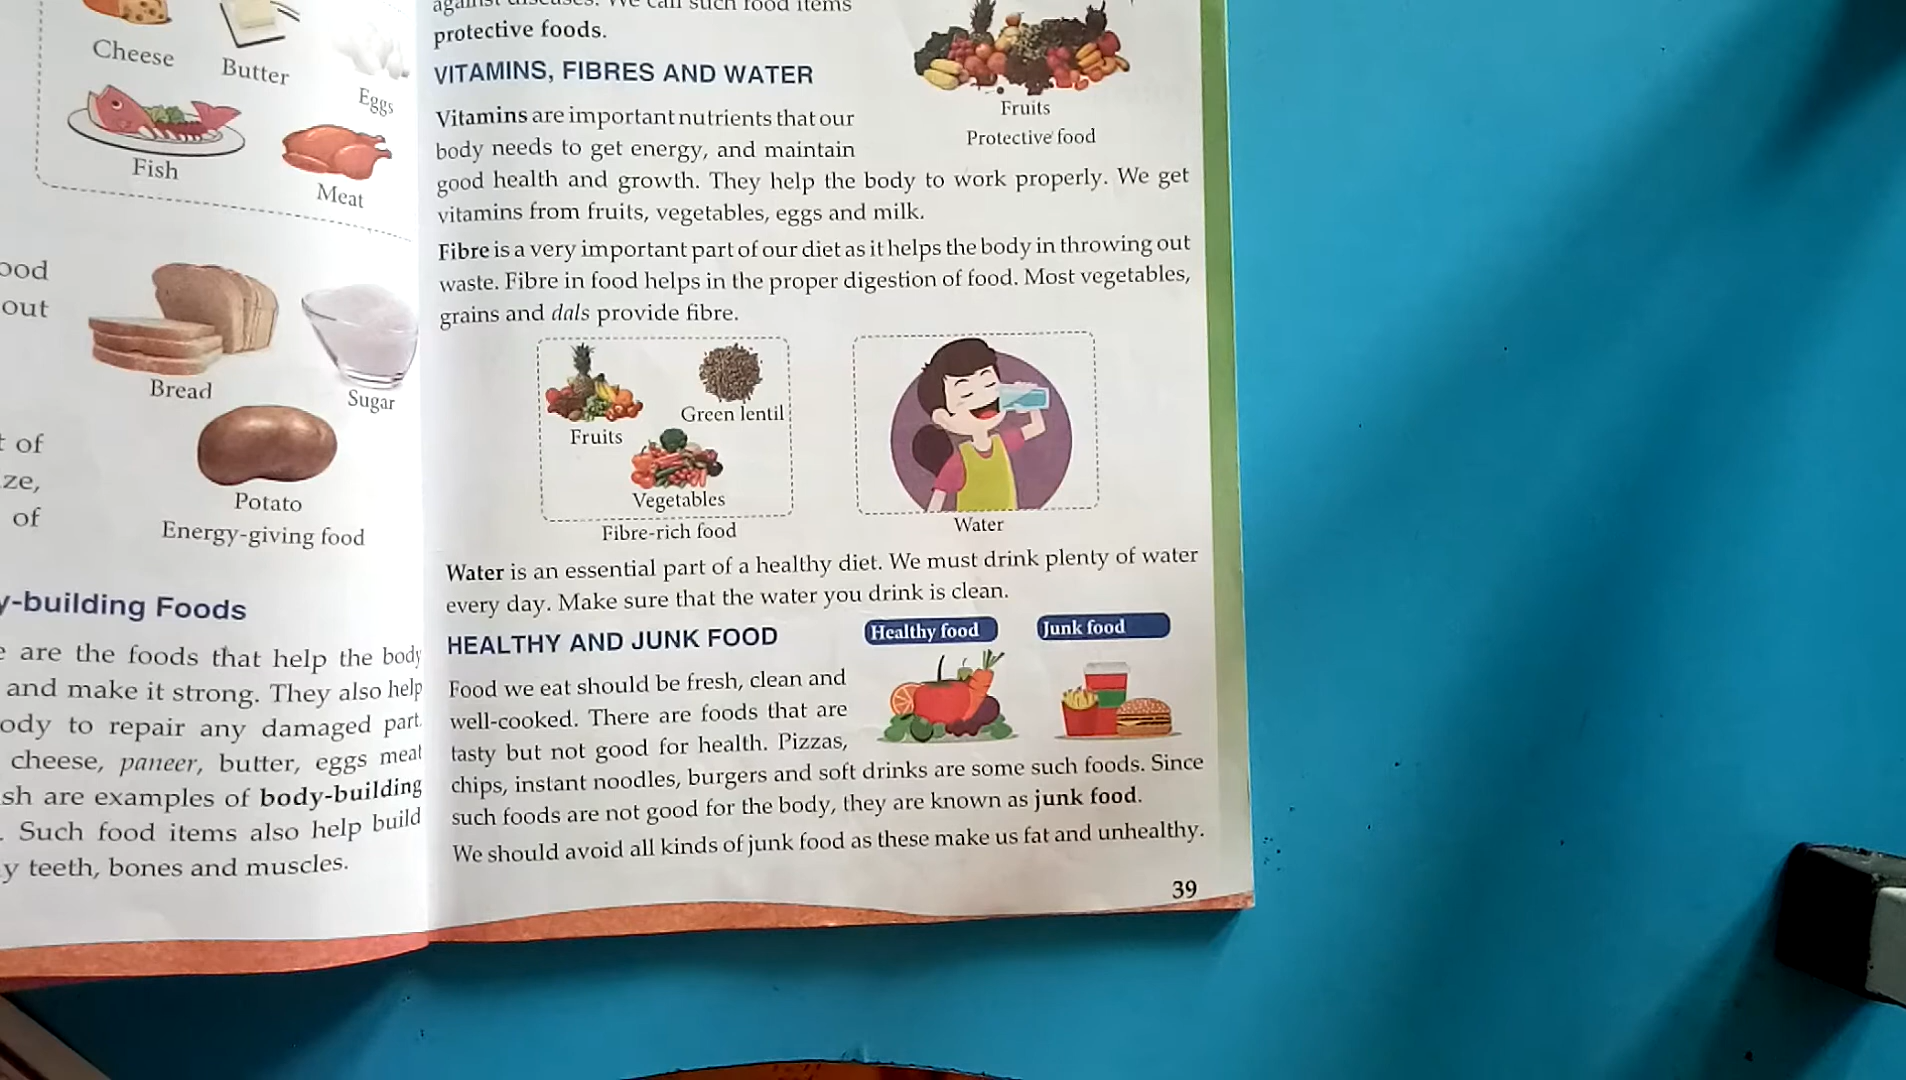 Cheese
Butter
Eggs
Fish
Meat
out
Bread
Sugar
of
ze,
of
Potato
Energy-giving food
y-building Foods
are the foods that help the body
and make it strong. They also help
ody to repair any damaged part.
cheese, paneer, butter, eggs meat
sh are examples of body-building
. Such food items also help build
y teeth, bones and muscles.
against diseases. We call such food items
protective foods.
VITAMINS, FIBRES AND WATER
Fruits
Protective food
Vitamins are important nutrients that our
body needs to get energy, and maintain
good health and growth. They help the body to work properly. We get
vitamins from fruits, vegetables, eggs and milk.
Fibre is a very important part of our diet as it helps the body in throwing out
waste. Fibre in food helps in the proper digestion of food. Most vegetables,
grains and dals provide fibre.
Green lentil
Fruits
Vegetables
Fibre-rich food
Water
Water is an essential part of a healthy diet. We must drink plenty of water
every day. Make sure that the water you drink is clean.
HEALTHY AND JUNK FOOD
Healthy food
Junk food
Food we eat should be fresh, clean and
well-cooked. There are foods that are
tasty but not good for health. Pizzas,
chips, instant noodles, burgers and soft drinks are some such foods. Since
such foods are not good for the body, they are known as junk food.
We should avoid all kinds of junk food as these make us fat and unhealthy.
39